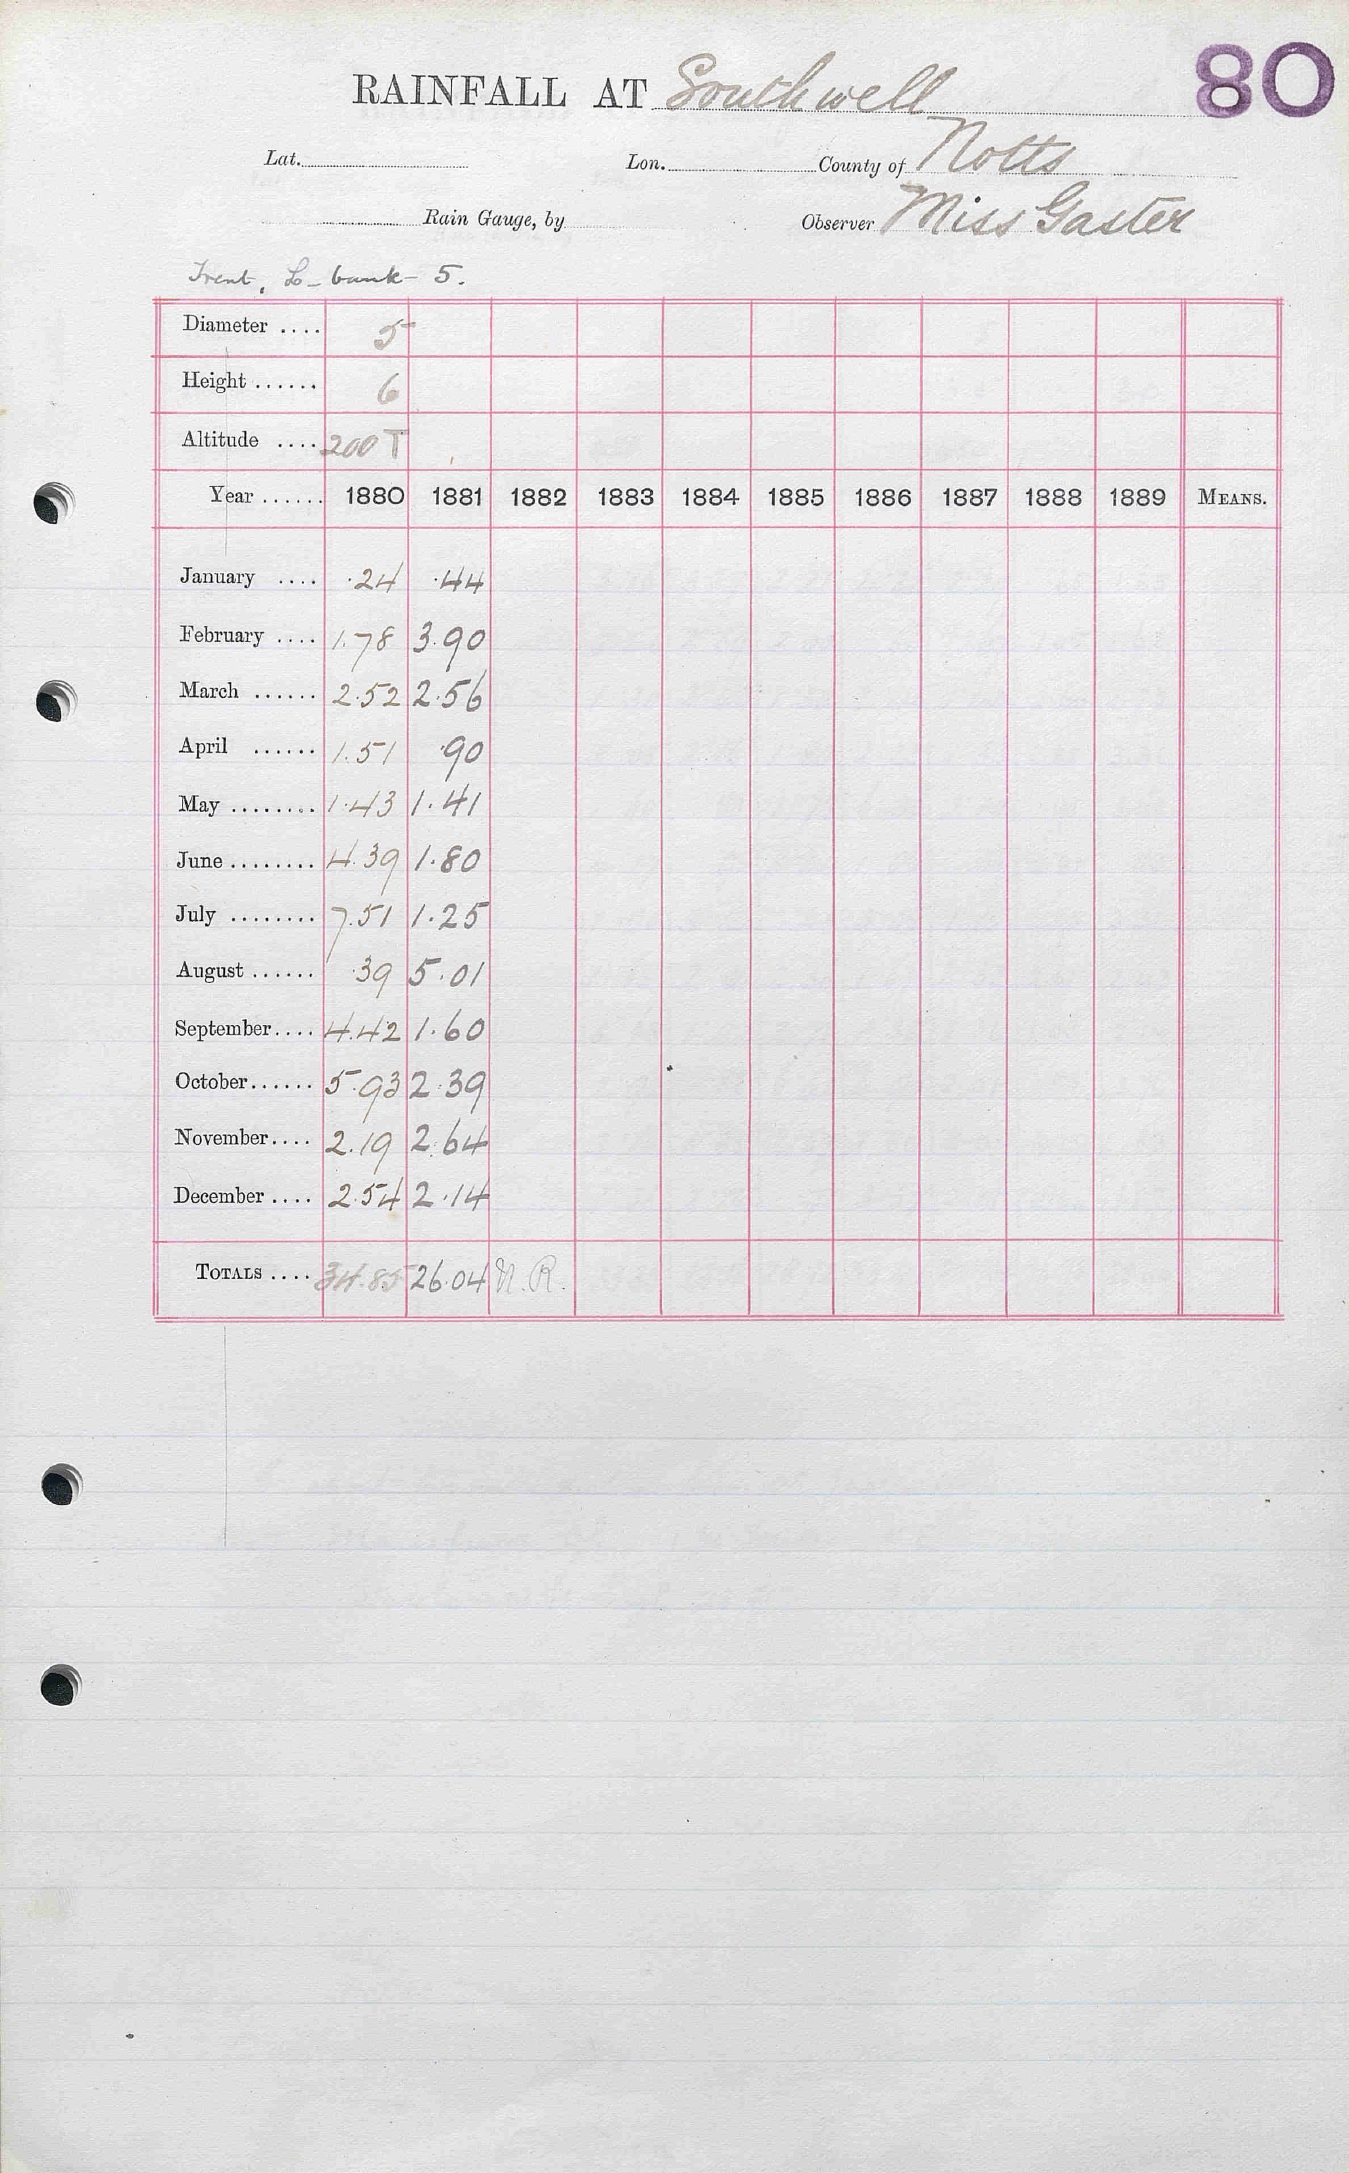 80
RAINFALL AT Southwell
Lat. Lon. County of Notts
Rain Gauge, by Observer Miss Gaster
Trent, L- bank - 5.
Diameter .... 5
Height ...... 6
Altitude .... 200 T
Year ...... 1880 1881 1882 1883 1884 1885 1886 1887 1888 1889 MEANS.
January .... .24 .44
February .... 1.78 3.90
March ...... 2.52 2.56
April ...... 1.51 .90
May ........ 1.43 1.41
June ........ 4.39 1.80
July ........ 7.51 1.25
August ...... .39 5.01
September.... 4.42 1.60
October...... 5.93 2.39
November.... 2.19 2.64
December .... 2.54 2.14
TOTALS .... 34.85 26.04 N.R.